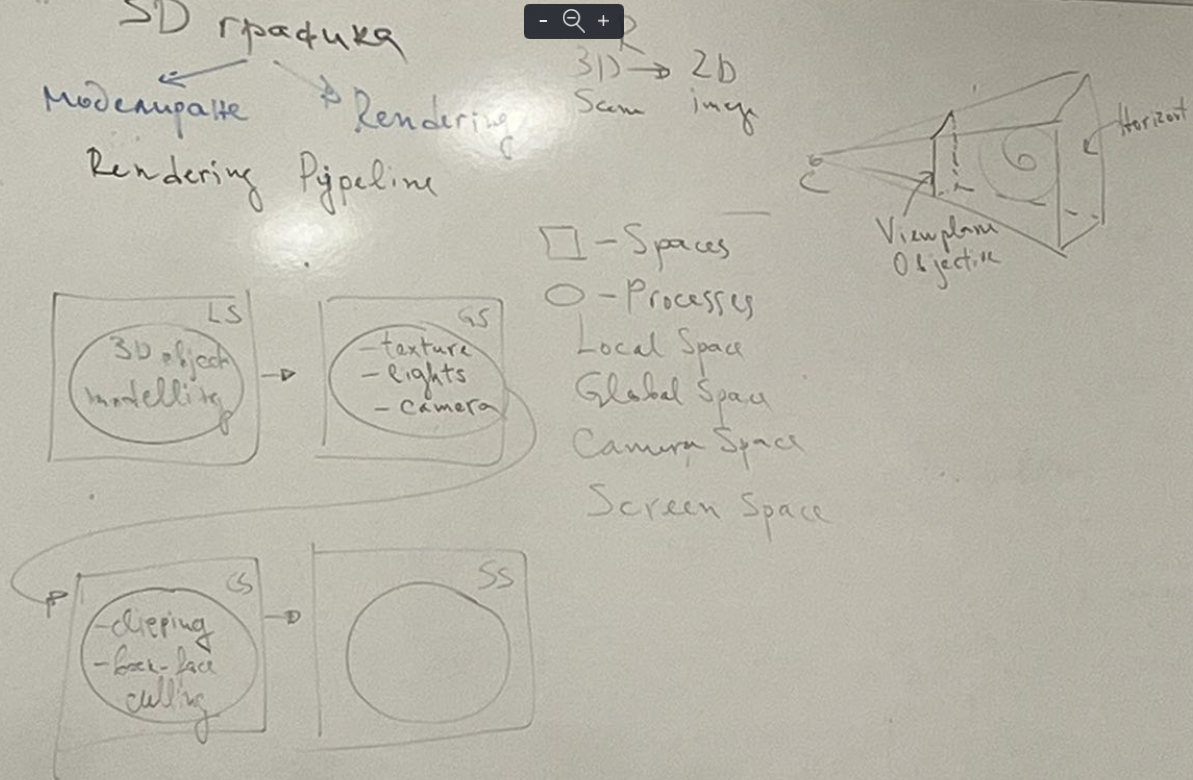 3D графика
Моделиране
Rendering
R
3D → 2D
Scene image
Rendering Pypeline
C
Horizont
Viewplane
Objective
□ - Spaces
○ - Processes
Local Space
Global Space
Camera Space
Screen Space
LS
3D object
modelling
GS
- texture
- lights
- camera
CS
- clipping
- back-face
culling
SS